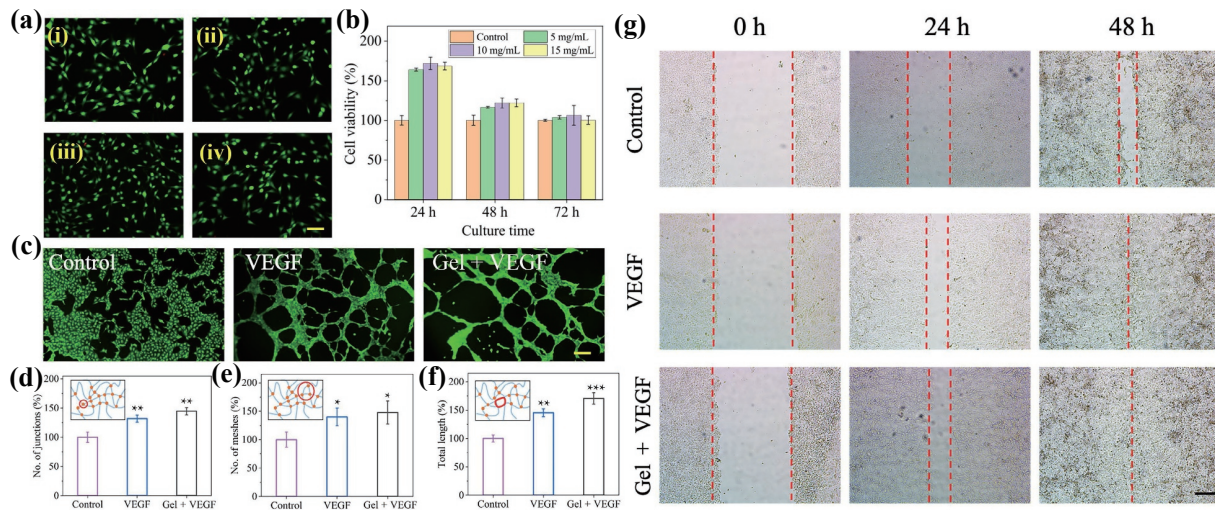 (a)
(i)
(ii)
(iii)
(iv)
(b)
Control
5 mg/mL
10 mg/mL
15 mg/mL
Cell viability (%)
200
150
100
50
0
24 h
48 h
72 h
Culture time
(c)
Control
VEGF
Gel + VEGF
(d)
No. of junctions (%)
200
150
100
50
0
**
**
Control
VEGF
Gel + VEGF
(e)
No. of meshes (%)
200
150
100
50
0
*
*
Control
VEGF
Gel + VEGF
(f)
Total length (%)
200
150
100
50
0
**
***
Control
VEGF
Gel + VEGF
(g)
0 h
24 h
48 h
Control
VEGF
Gel + VEGF